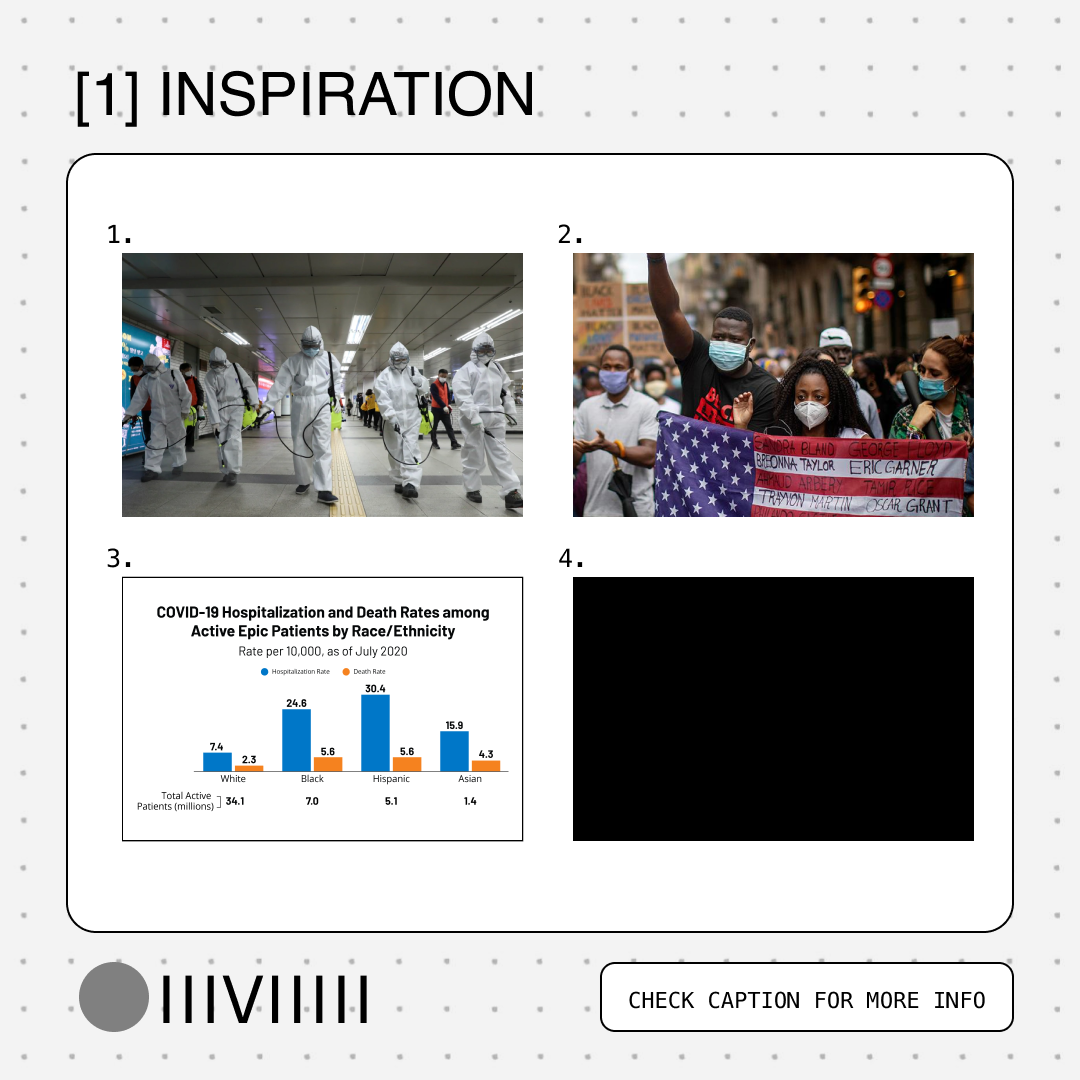 [1] INSPIRATION
1.
2.
BLACK
LIVES
MATTER
BLACK
SANDRA BLAND GEORGE FLOYD
BREONNA TAYLOR ERIC GARNER
AHMAUD ARBERY TAMIR RICE
TRAYVON MARTIN OSCAR GRANT
3.
COVID-19 Hospitalization and Death Rates among
Active Epic Patients by Race/Ethnicity
Rate per 10,000, as of July 2020
Hospitalization Rate Death Rate
7.4 2.3 24.6 5.6 30.4 5.6 15.9 4.3
White Black Hispanic Asian
Total Active
Patients (millions) 34.1 7.0 5.1 1.4
4.
IIIVIIIII
CHECK CAPTION FOR MORE INFO